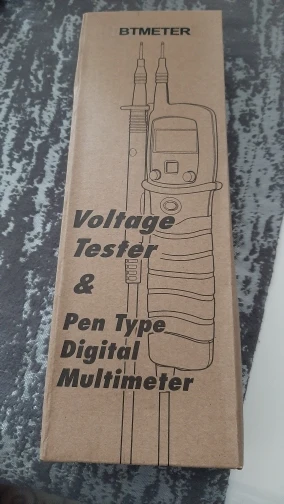 BTMETER
Voltage
Tester
&
Pen Type
Digital
Multimeter